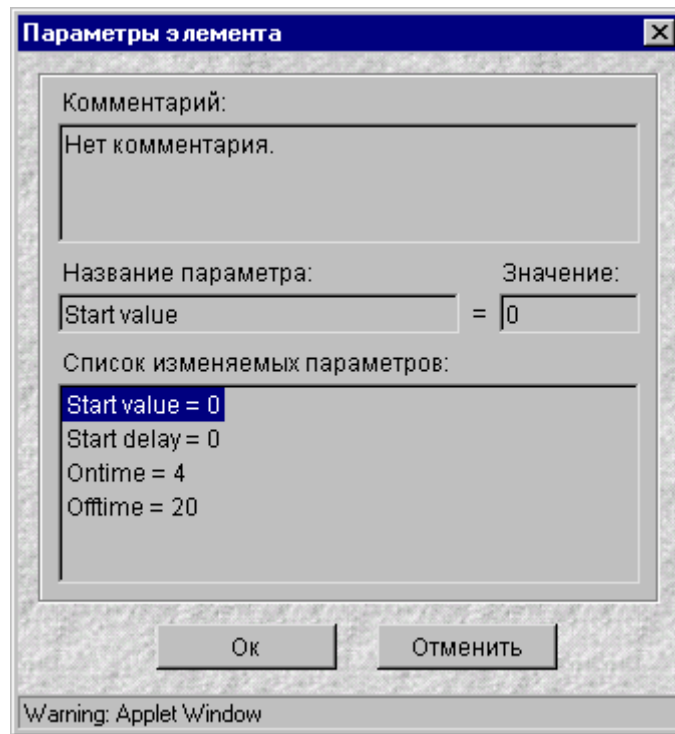 Параметры элемента
Комментарий:
Нет комментария.
Название параметра: Значение:
Start value = 0
Список изменяемых параметров:
Start value = 0
Start delay = 0
Ontime = 4
Offtime = 20
Ок Отменить
Warning: Applet Window